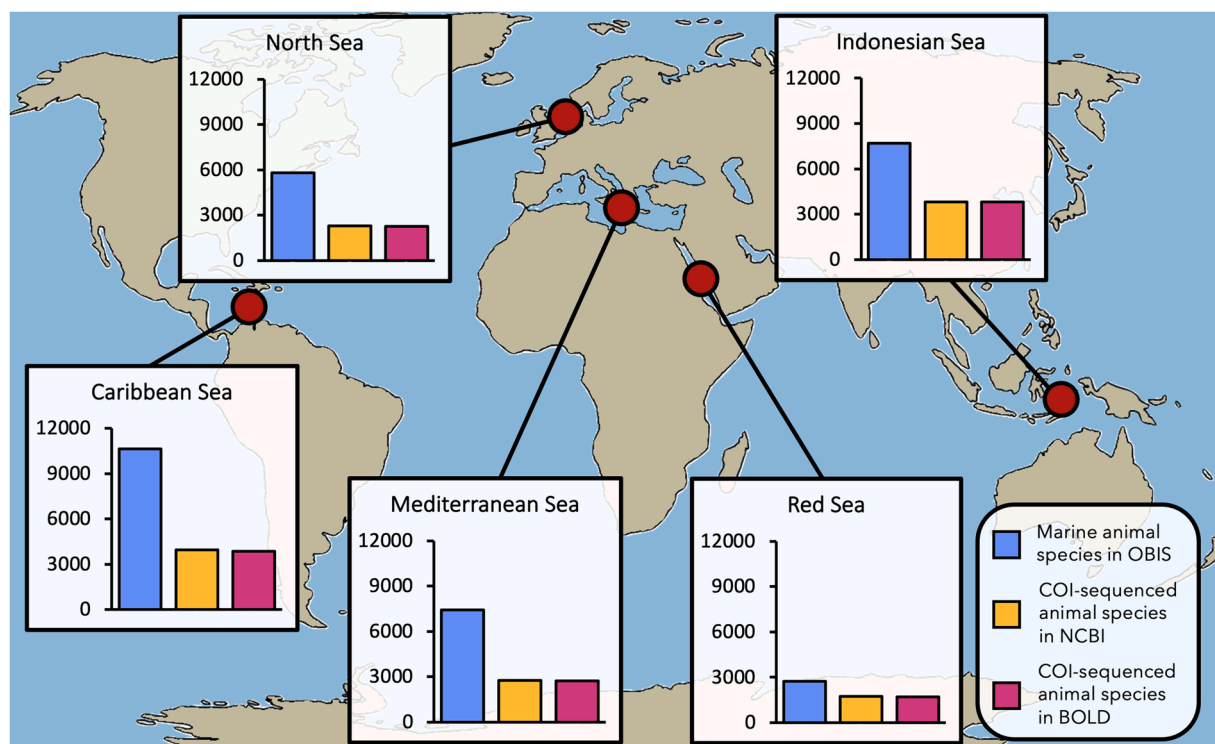 North Sea
12000
9000
6000
3000
0
Indonesian Sea
12000
9000
6000
3000
0
Caribbean Sea
12000
9000
6000
3000
0
Mediterranean Sea
12000
9000
6000
3000
0
Red Sea
12000
9000
6000
3000
0
Marine animal
species in OBIS
COI-sequenced
animal species
in NCBI
COI-sequenced
animal species
in BOLD